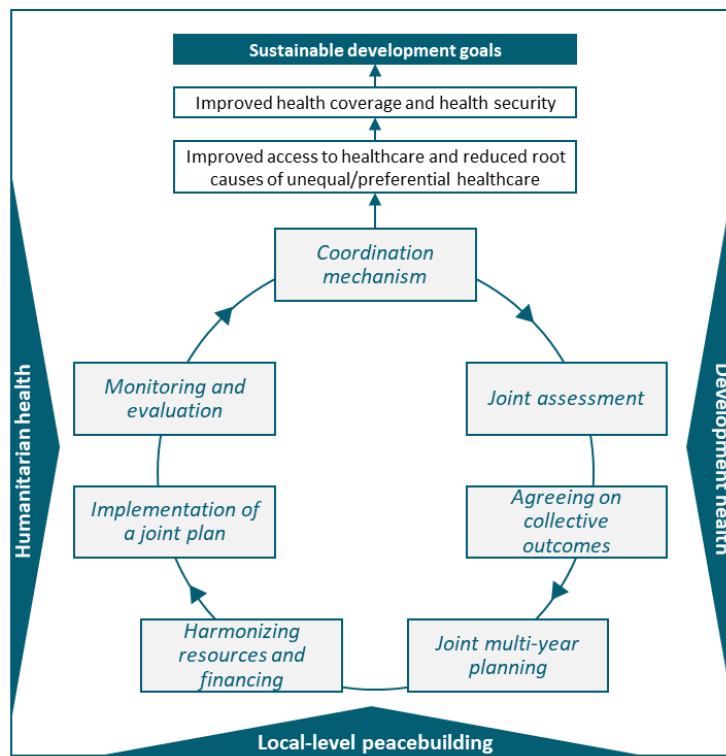 Sustainable development goals
Improved health coverage and health security
Improved access to healthcare and reduced root
causes of unequal/preferential healthcare
Coordination
mechanism
Monitoring and
evaluation
Joint assessment
Implementation of
a joint plan
Agreeing on
collective
outcomes
Harmonizing
resources and
financing
Joint multi-year
planning
Humanitarian health
Development health
Local-level peacebuilding